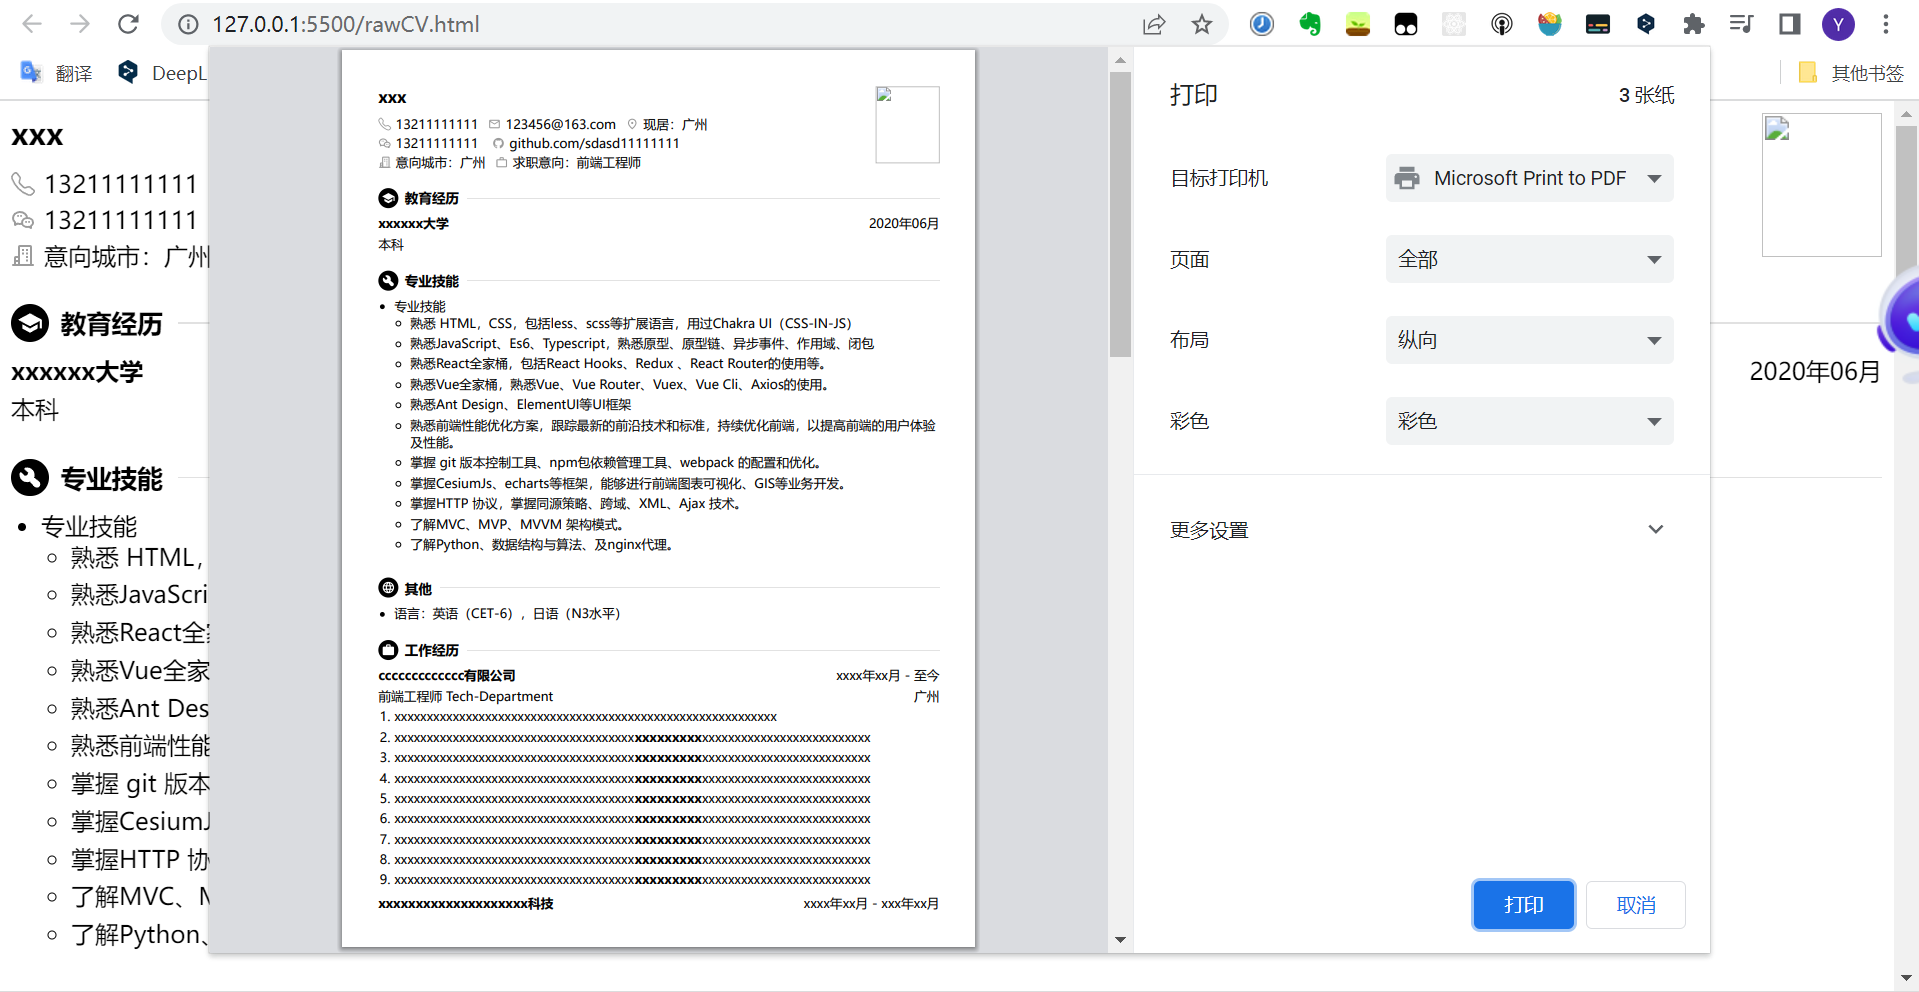 127.0.0.1:5500/rawCV.html
Y
翻译
DeepL
其他书签
xxx
13211111111
13211111111
意向城市：广州
教育经历
xxxxxx大学
本科
2020年06月
专业技能
专业技能
熟悉 HTML，
熟悉JavaScri
熟悉React全
熟悉Vue全家
熟悉Ant Des
熟悉前端性能
掌握 git 版本
掌握CesiumJ
掌握HTTP 协
了解MVC、M
了解Python、
xxx
13211111111 123456@163.com 现居：广州
13211111111 github.com/sdasd11111111
意向城市：广州 求职意向：前端工程师
教育经历
xxxxxx大学 2020年06月
本科
专业技能
专业技能
熟悉 HTML，CSS，包括less、scss等扩展语言，用过Chakra UI（CSS-IN-JS）
熟悉JavaScript、Es6、Typescript，熟悉原型、原型链、异步事件、作用域、闭包
熟悉React全家桶，包括React Hooks、Redux 、React Router的使用等。
熟悉Vue全家桶，熟悉Vue、Vue Router、Vuex、Vue Cli、Axios的使用。
熟悉Ant Design、ElementUI等UI框架
熟悉前端性能优化方案，跟踪最新的前沿技术和标准，持续优化前端，以提高前端的用户体验
及性能。
掌握 git 版本控制工具、npm包依赖管理工具、webpack 的配置和优化。
掌握CesiumJs、echarts等框架，能够进行前端图表可视化、GIS等业务开发。
掌握HTTP 协议，掌握同源策略、跨域、XML、Ajax 技术。
了解MVC、MVP、MVVM 架构模式。
了解Python、数据结构与算法、及nginx代理。
其他
语言：英语（CET-6），日语（N3水平）
工作经历
ccccccccccccc有限公司 xxxx年xx月 - 至今
前端工程师 Tech-Department 广州
1. xxxxxxxxxxxxxxxxxxxxxxxxxxxxxxxxxxxxxxxxxxxxxxxxxxxxxxxxxxx
2. xxxxxxxxxxxxxxxxxxxxxxxxxxxxxxxxxxxxxxxxxxxxxxxxxxxxxxxxxxxxxxxxxxxxxxxx
3. xxxxxxxxxxxxxxxxxxxxxxxxxxxxxxxxxxxxxxxxxxxxxxxxxxxxxxxxxxxxxxxxxxxxxxxx
4. xxxxxxxxxxxxxxxxxxxxxxxxxxxxxxxxxxxxxxxxxxxxxxxxxxxxxxxxxxxxxxxxxxxxxxxx
5. xxxxxxxxxxxxxxxxxxxxxxxxxxxxxxxxxxxxxxxxxxxxxxxxxxxxxxxxxxxxxxxxxxxxxxxx
6. xxxxxxxxxxxxxxxxxxxxxxxxxxxxxxxxxxxxxxxxxxxxxxxxxxxxxxxxxxxxxxxxxxxxxxxx
7. xxxxxxxxxxxxxxxxxxxxxxxxxxxxxxxxxxxxxxxxxxxxxxxxxxxxxxxxxxxxxxxxxxxxxxxx
8. xxxxxxxxxxxxxxxxxxxxxxxxxxxxxxxxxxxxxxxxxxxxxxxxxxxxxxxxxxxxxxxxxxxxxxxx
9. xxxxxxxxxxxxxxxxxxxxxxxxxxxxxxxxxxxxxxxxxxxxxxxxxxxxxxxxxxxxxxxxxxxxxxxx
xxxxxxxxxxxxxxxxxxxx科技 xxxx年xx月 - xxx年xx月
打印 3 张纸
目标打印机 Microsoft Print to PDF
页面 全部
布局 纵向
彩色 彩色
更多设置
打印 取消